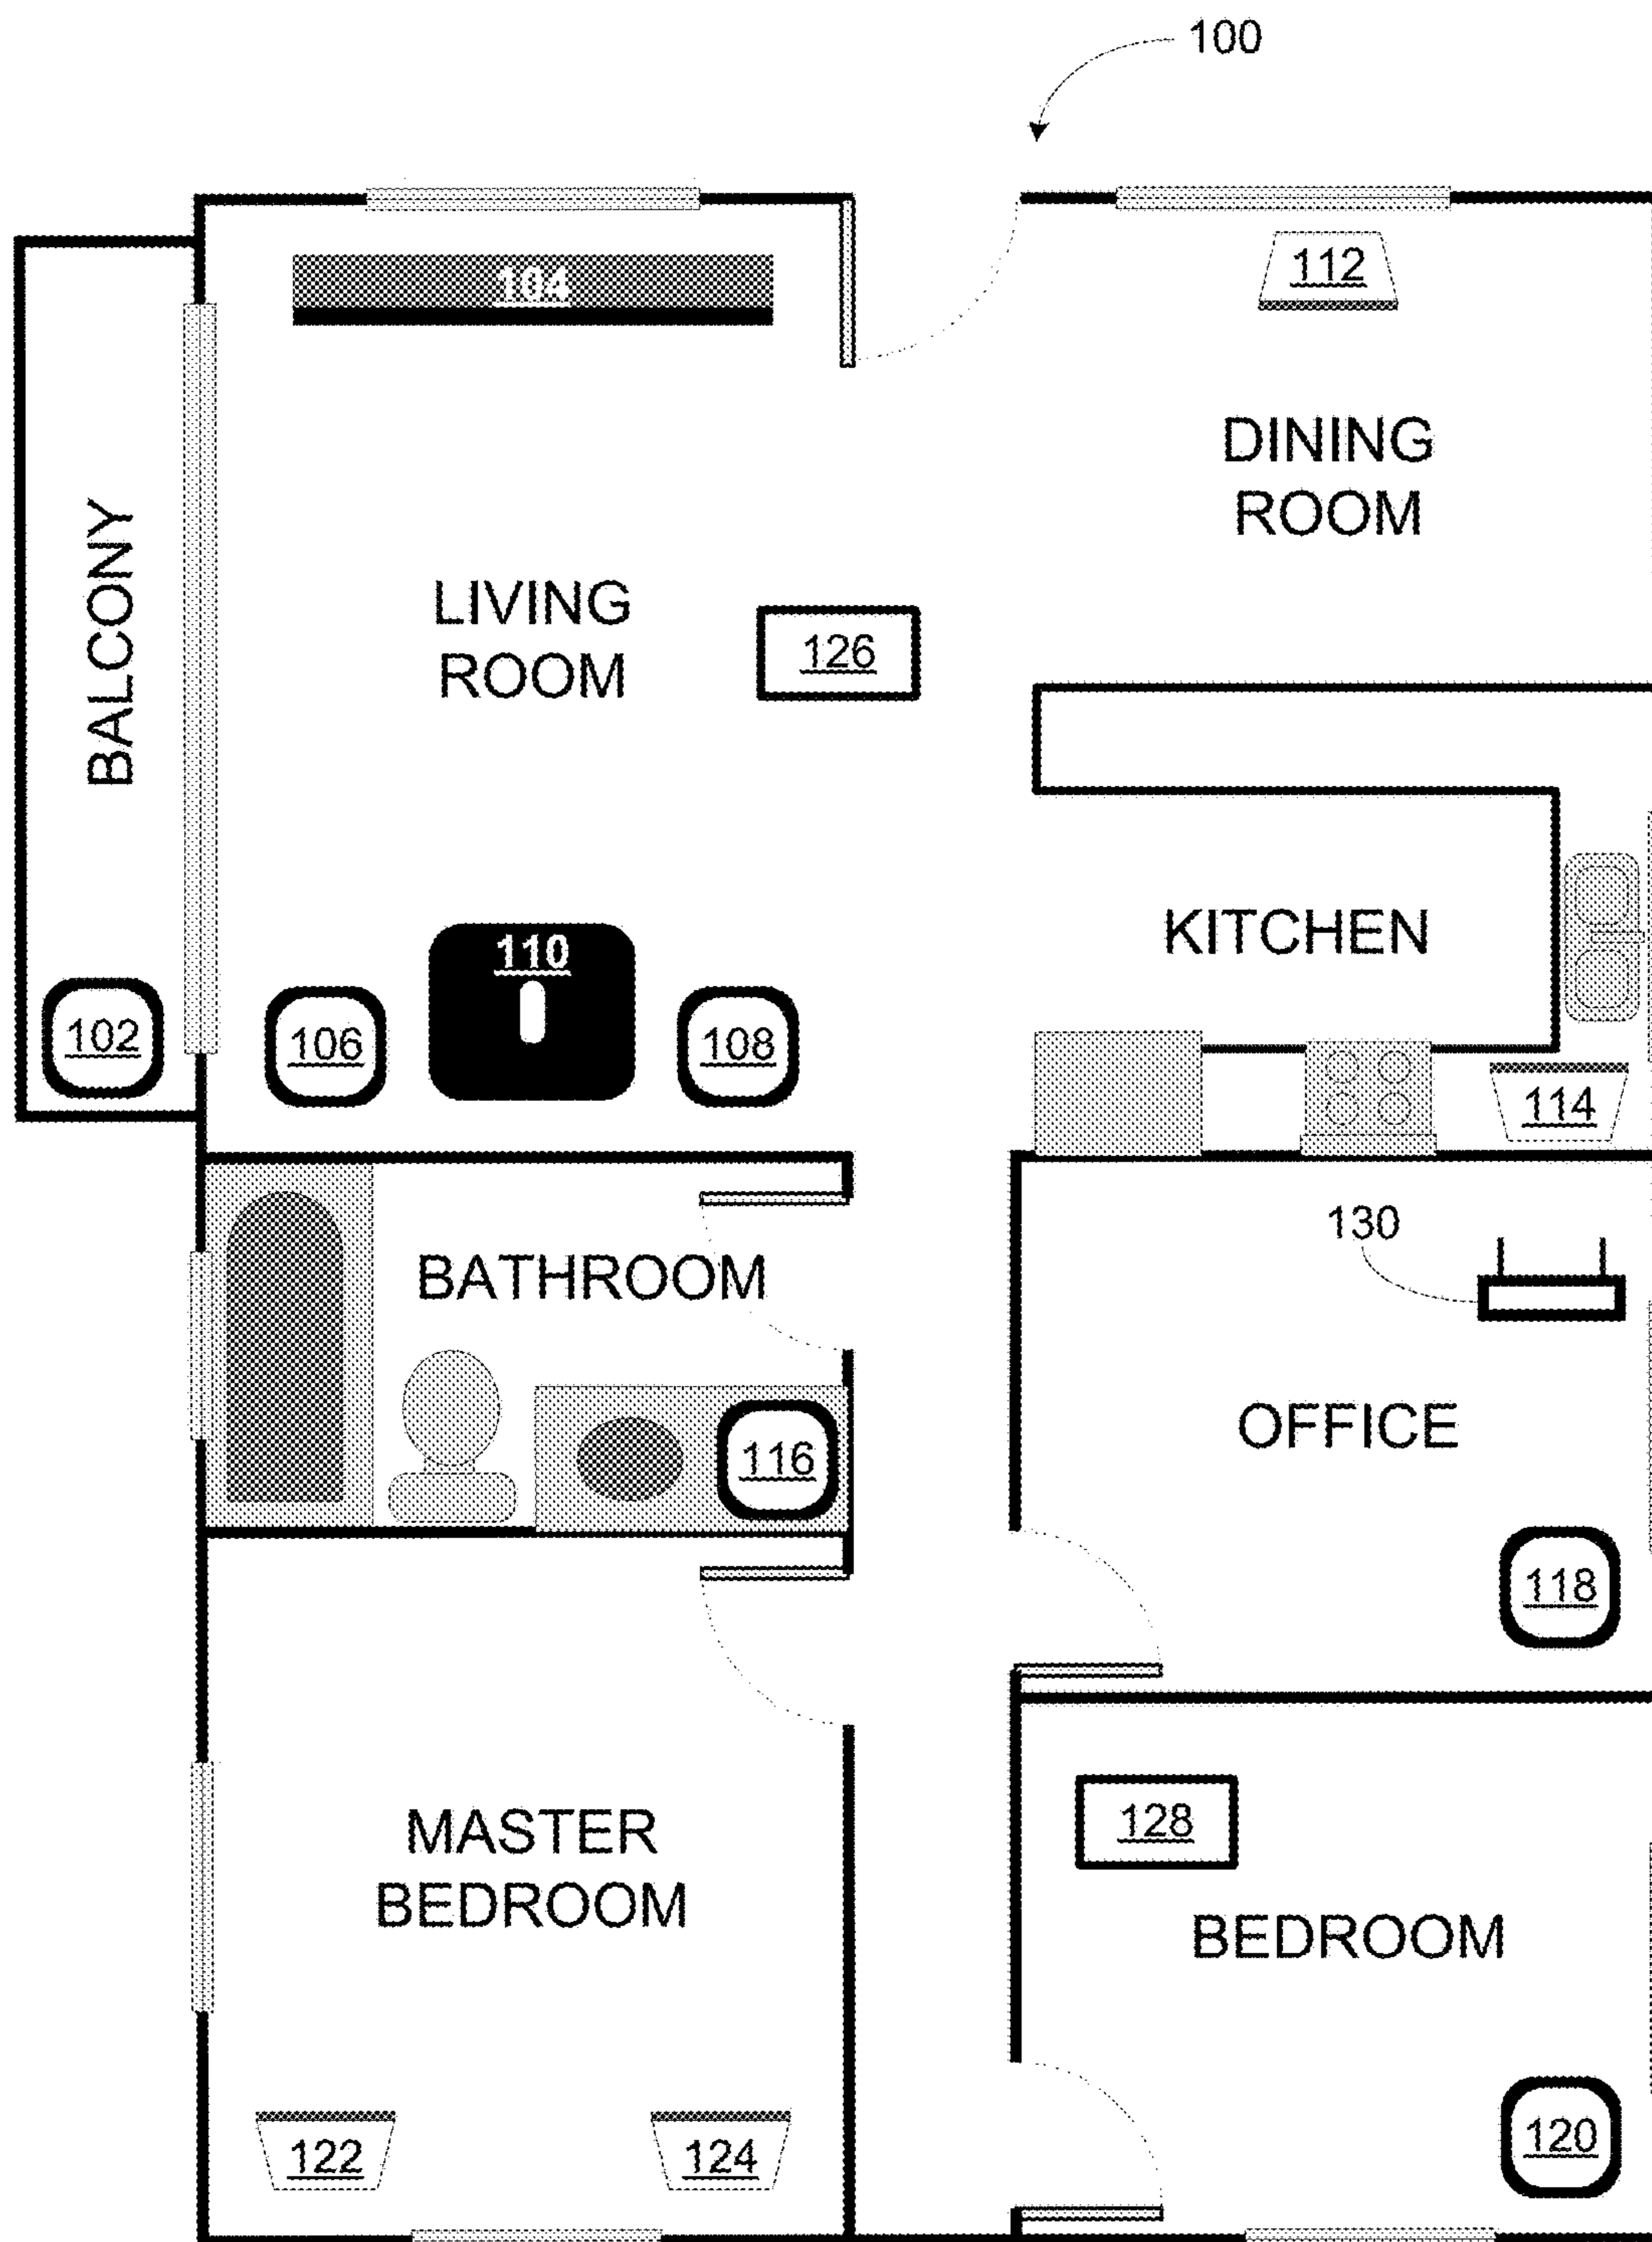 100
104
112
DINING
ROOM
BALCONY
LIVING
ROOM
126
KITCHEN
110
102
106
108
114
130
BATHROOM
OFFICE
116
118
128
MASTER
BEDROOM
BEDROOM
122
124
120